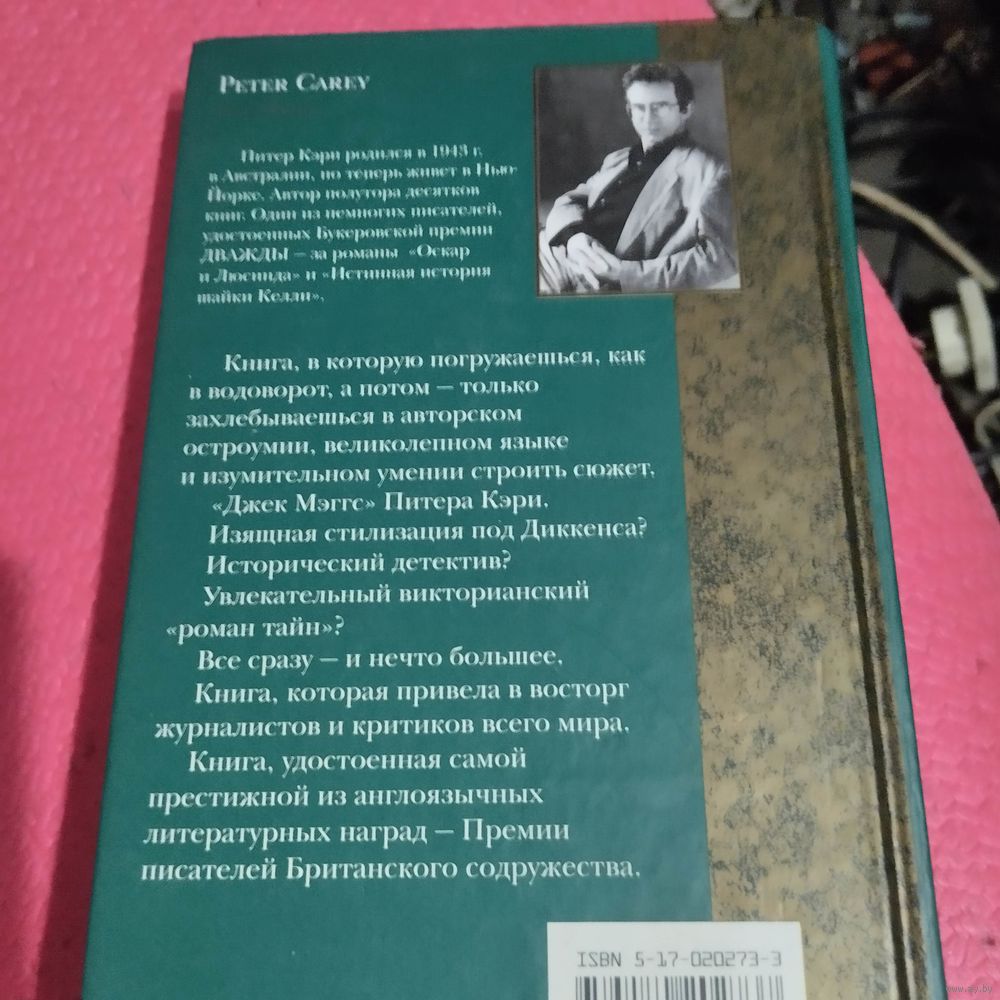 PETER CAREY
Питер Кэри родился в 1943 г.
в Австралии, но теперь живет в Нью-
Йорке. Автор полутора десятков
книг. Один из немногих писателей,
удостоенных Букеровской премии
ДВАЖДЫ – за романы «Оскар
и Люсинда» и «Истинная история
шайки Келли».
Книга, в которую погружаешься, как
в водоворот, а потом – только
захлебываешься в авторском
остроумии, великолепном языке
и изумительном умении строить сюжет.
«Джек Мэггс» Питера Кэри.
Изящная стилизация под Диккенса?
Исторический детектив?
Увлекательный викторианский
«роман тайн»?
Все сразу – и нечто большее.
Книга, которая привела в восторг
журналистов и критиков всего мира.
Книга, удостоенная самой
престижной из англоязычных
литературных наград – Премии
писателей Британского содружества.
ISBN 5-17-020273-3
www.ay.by